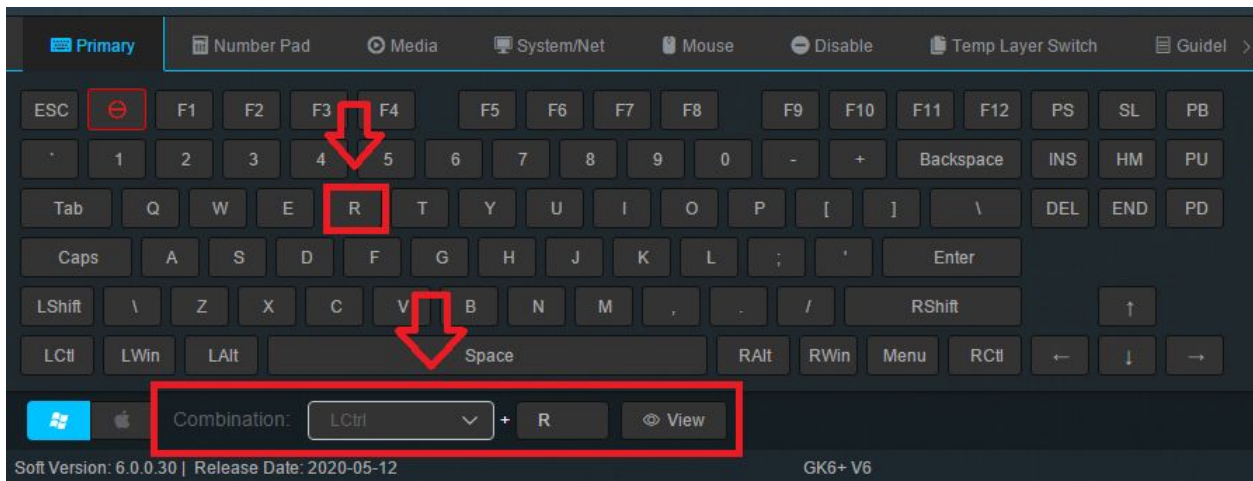 Primary Number Pad Media System/Net Mouse Disable Temp Layer Switch Guidel
ESC F1 F2 F3 F4 F5 F6 F7 F8 F9 F10 F11 F12 PS SL PB
` 1 2 3 4 5 6 7 8 9 0 - + Backspace INS HM PU
Tab Q W E R T Y U I O P [ ] \ DEL END PD
Caps A S D F G H J K L ; ' Enter
LShift \ Z X C V B N M , . / RShift ↑
LCtl LWin LAlt Space RAlt RWin Menu RCtl ← ↓ →
Combination: LCtrl + R View
Soft Version: 6.0.0.30 | Release Date: 2020-05-12 GK6+ V6